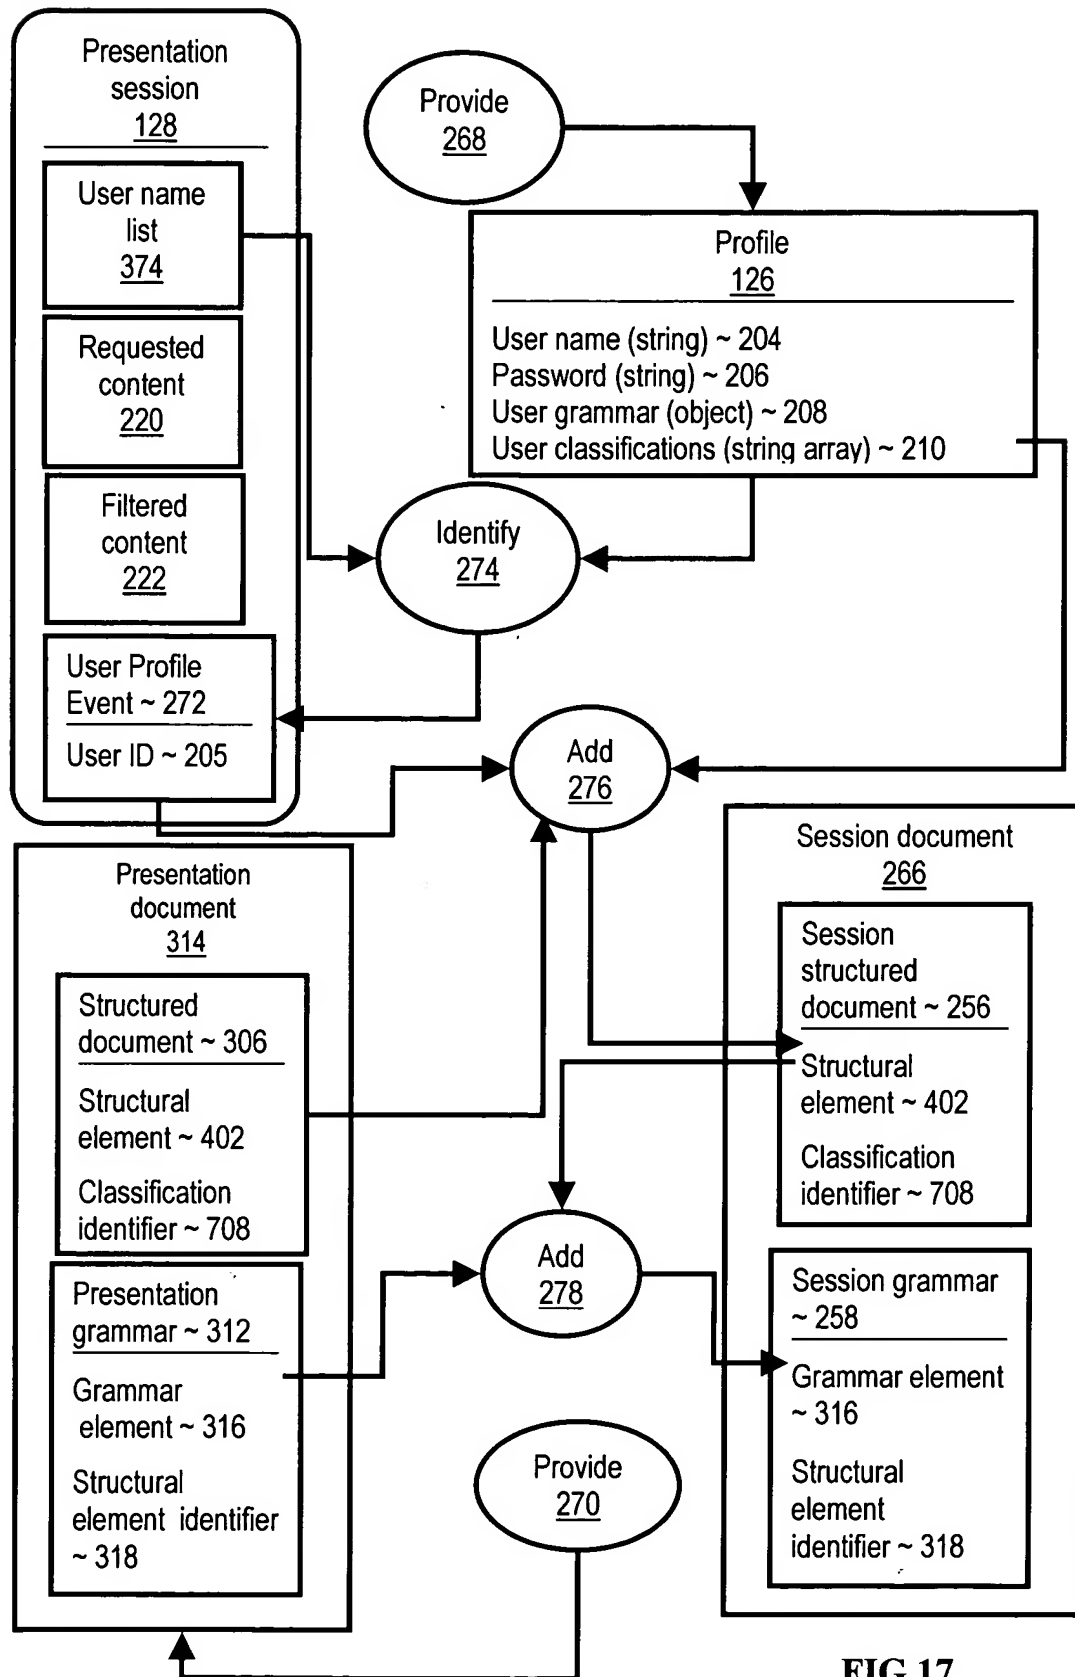 Presentation
session
128
User name
list
374
Requested
content
220
Filtered
content
222
User Profile
Event ~ 272
User ID ~ 205
Provide
268
Profile
126
User name (string) ~ 204
Password (string) ~ 206
User grammar (object) ~ 208
User classifications (string array) ~ 210
Identify
274
Add
276
Presentation
document
314
Structured
document ~ 306
Structural
element ~ 402
Classification
identifier ~ 708
Presentation
grammar ~ 312
Grammar
element ~ 316
Structural
element identifier
~ 318
Add
278
Provide
270
Session document
266
Session
structured
document ~ 256
Structural
element ~ 402
Classification
identifier ~ 708
Session grammar
~ 258
Grammar element
~ 316
Structural
element
identifier ~ 318
FIG 17